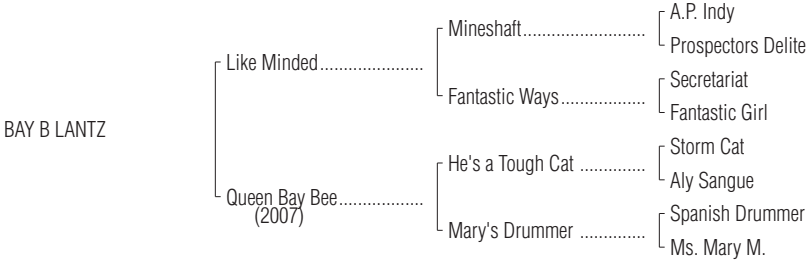 A.P. Indy
Mineshaft..........................
Prospectors Delite
Like Minded......................
Secretariat
Fantastic Ways..................
Fantastic Girl
BAY B LANTZ
Storm Cat
He's a Tough Cat ..............
Aly Sangue
Queen Bay Bee..................
(2007)
Spanish Drummer
Mary's Drummer ..............
Ms. Mary M.